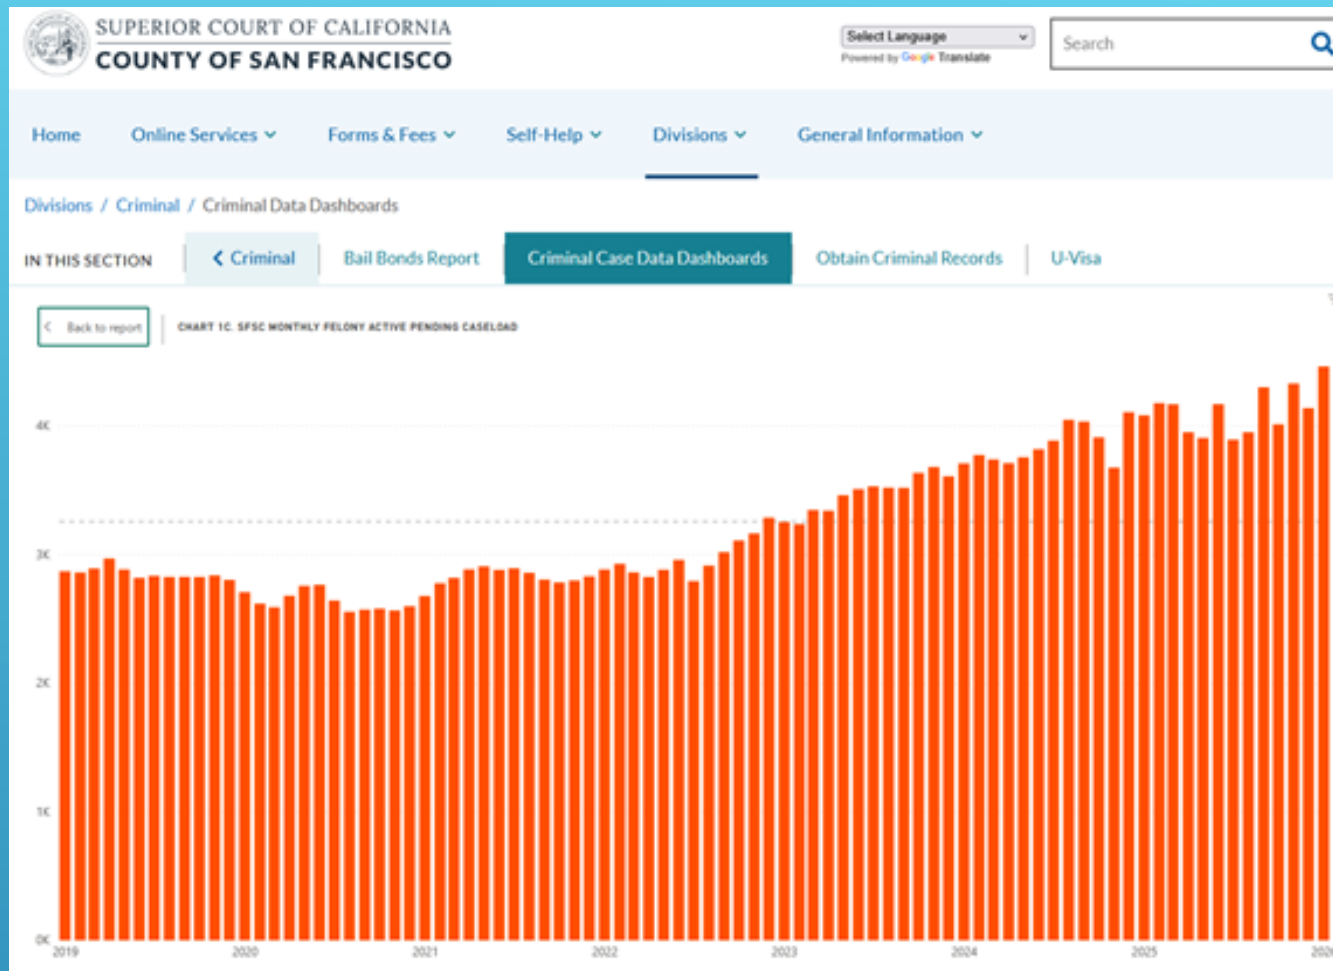 SUPERIOR COURT OF CALIFORNIA
COUNTY OF SAN FRANCISCO
Select Language
Powered by Google Translate
Search
Home Online Services Forms & Fees Self-Help Divisions General Information
Divisions / Criminal / Criminal Data Dashboards
IN THIS SECTION Criminal Bail Bonds Report Criminal Case Data Dashboards Obtain Criminal Records U-Visa
Back to report CHART 1C. SFSC MONTHLY FELONY ACTIVE PENDING CASELOAD
4K
3K
2K
1K
0K
2019 2020 2021 2022 2023 2024 2025